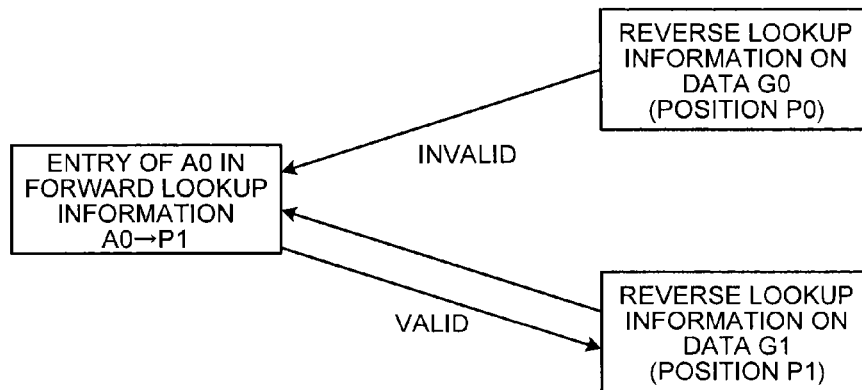 REVERSE LOOKUP
INFORMATION ON
DATA G0
(POSITION P0)
INVALID
ENTRY OF A0 IN
FORWARD LOOKUP
INFORMATION
A0→P1
VALID
REVERSE LOOKUP
INFORMATION ON
DATA G1
(POSITION P1)